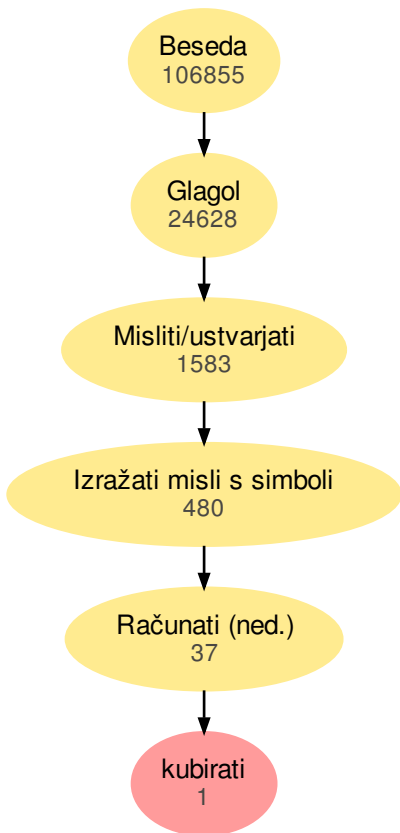 Beseda
106855
Glagol
24628
Misliti/ustvarjati
1583
Izražati misli s simboli
480
Računati (ned.)
37
kubirati
1